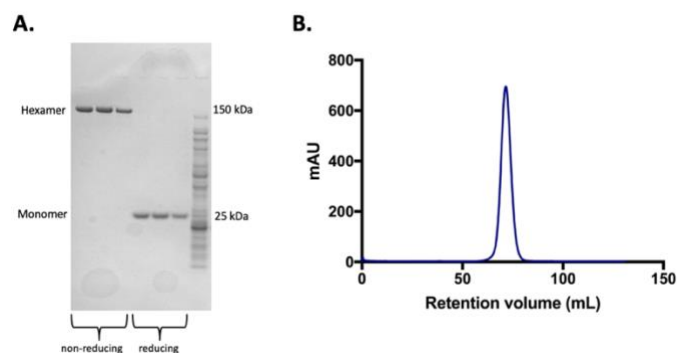 A.
Hexamer
150 kDa
Monomer
25 kDa
non-reducing
reducing
B.
800
600
400
200
0
mAU
0
50
100
150
Retention volume (mL)